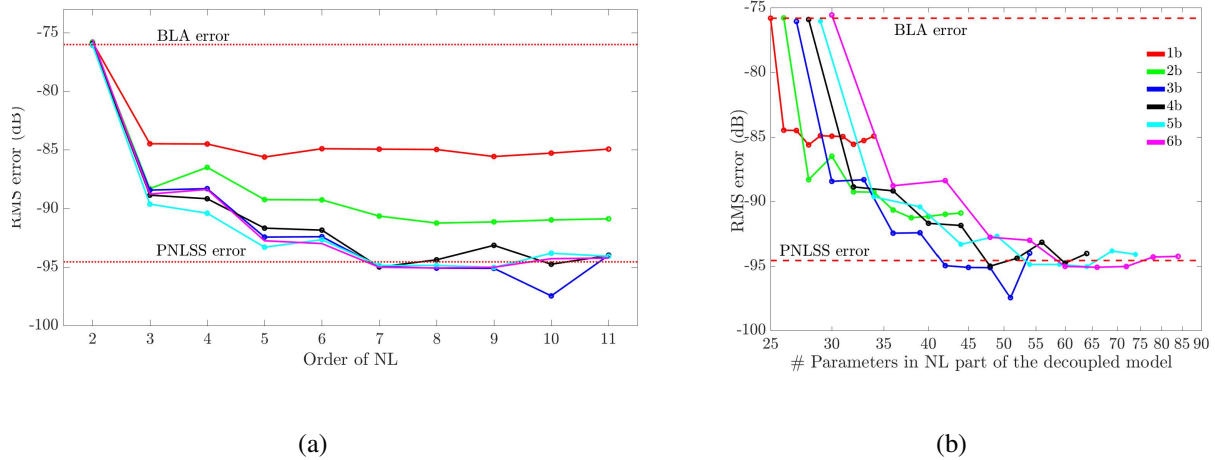 -75
-80
-85
-90
-95
-100
RMS error (dB)
BLA error
PNLSS error
2 3 4 5 6 7 8 9 10 11
Order of NL
(a)
-75
-80
-85
-90
-95
-100
RMS error (dB)
BLA error
1b
2b
3b
4b
5b
6b
PNLSS error
25 30 35 40 45 50 55 60 65 70 75 80 85 90
# Parameters in NL part of the decoupled model
(b)